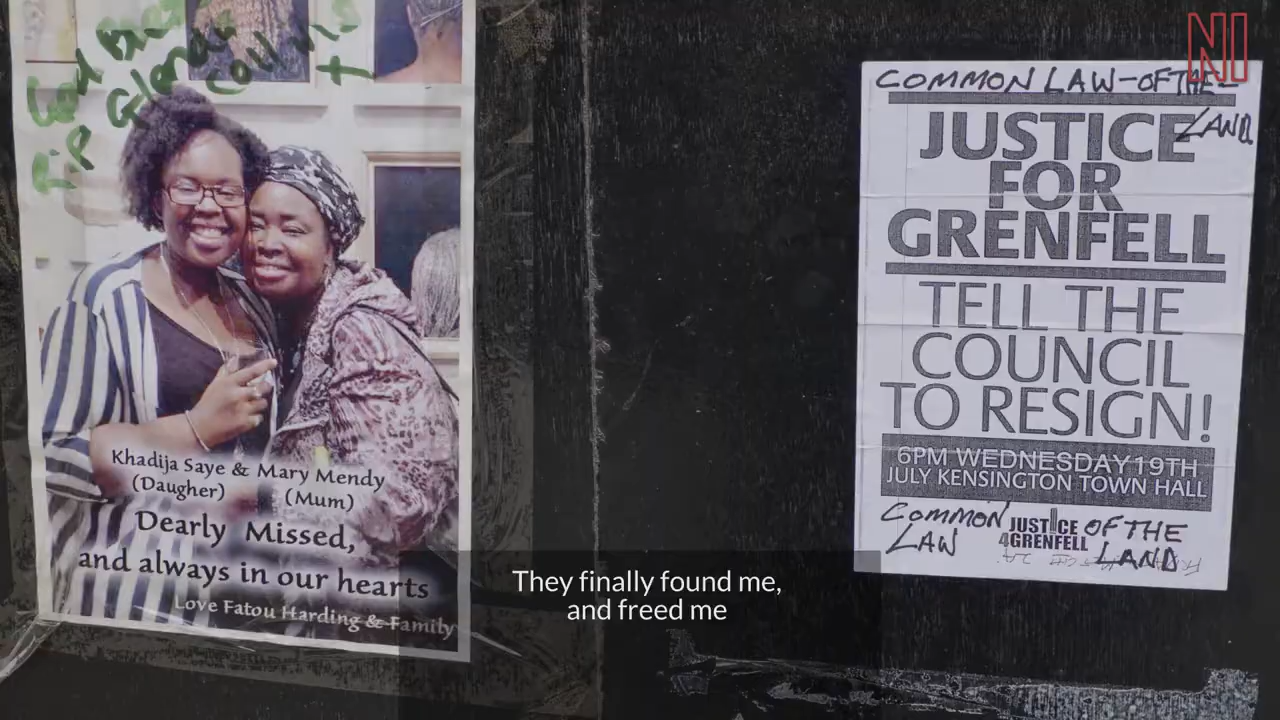 God Bless
R.I.P
Khadija Saye & Mary Mendy
(Daugher) (Mum)
Dearly Missed,
and always in our hearts
Love Fatou Harding & Family
NI
COMMON LAW-OF-THE-
LAND
JUSTICE
FOR
GRENFELL
TELL THE
COUNCIL
TO RESIGN!
6PM WEDNESDAY 19TH
JULY KENSINGTON TOWN HALL
COMMON
LAW
JUSTICE
4GRENFELL
OF THE
LAND
They finally found me,
and freed me